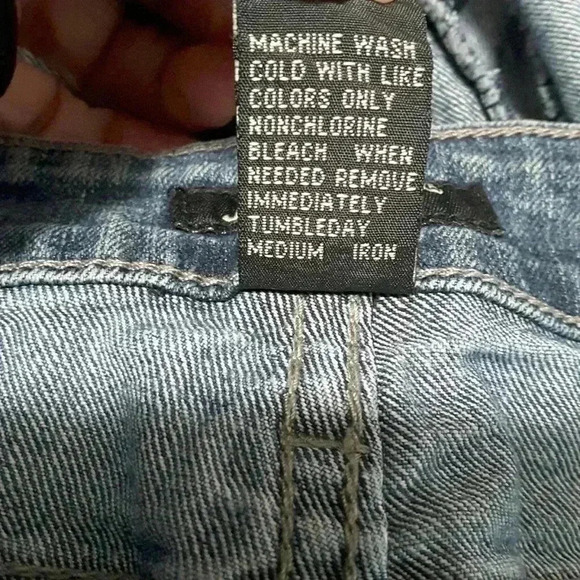 MACHINE WASH
COLD WITH LIKE
COLORS ONLY
NONCHLORINE
BLEACH WHEN
NEEDED REMOVE
IMMEDIATELY
TUMBLEDAY
MEDIUM IRON